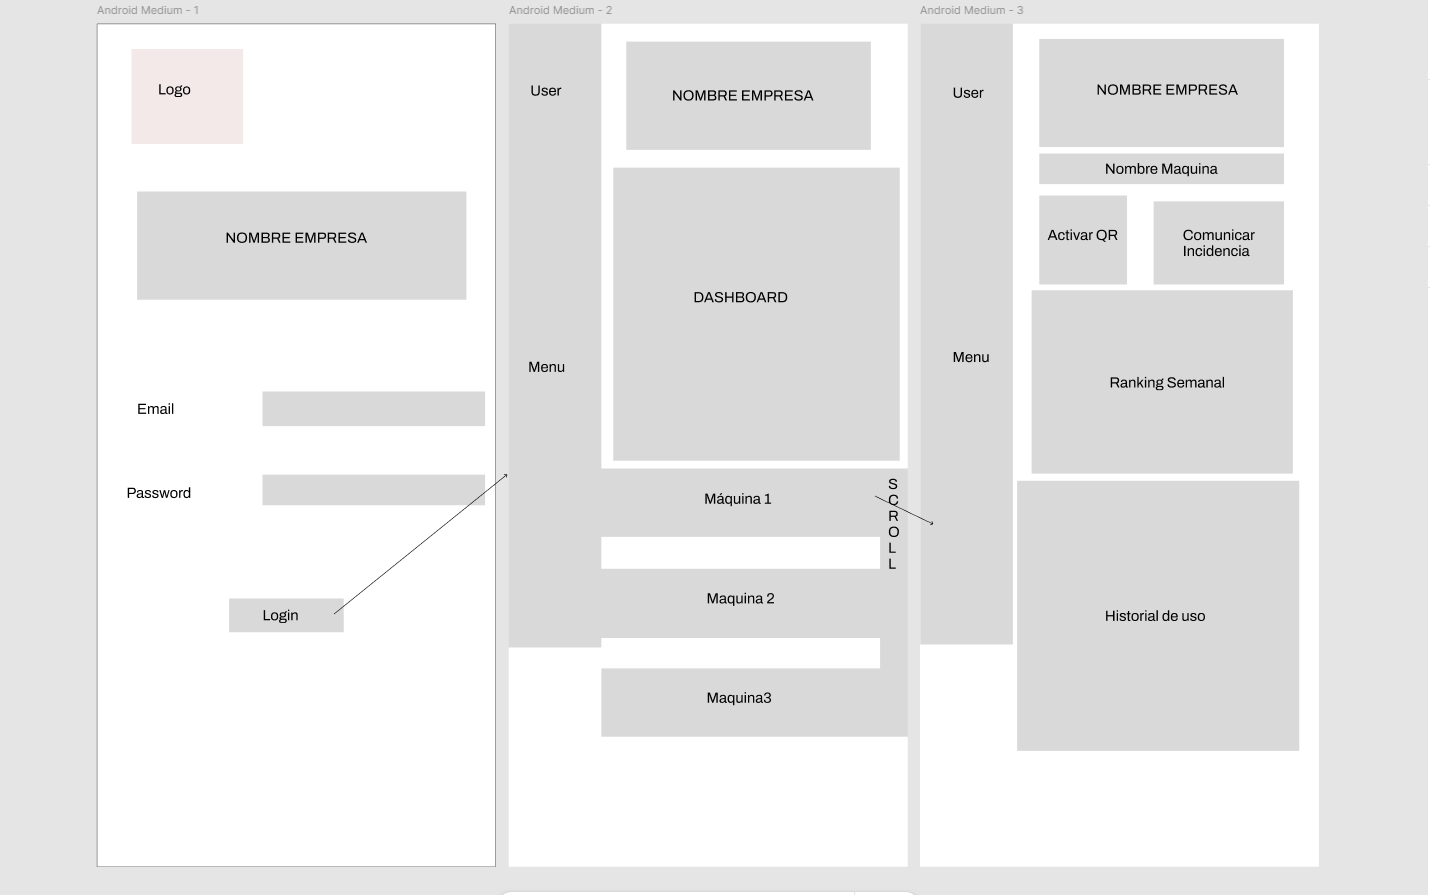 Android Medium - 1
Logo
NOMBRE EMPRESA
Email
Password
Login
Android Medium - 2
User
Menu
NOMBRE EMPRESA
DASHBOARD
Máquina 1
Maquina 2
Maquina3
S
C
R
O
L
L
Android Medium - 3
User
Menu
NOMBRE EMPRESA
Nombre Maquina
Activar QR
Comunicar
Incidencia
Ranking Semanal
Historial de uso